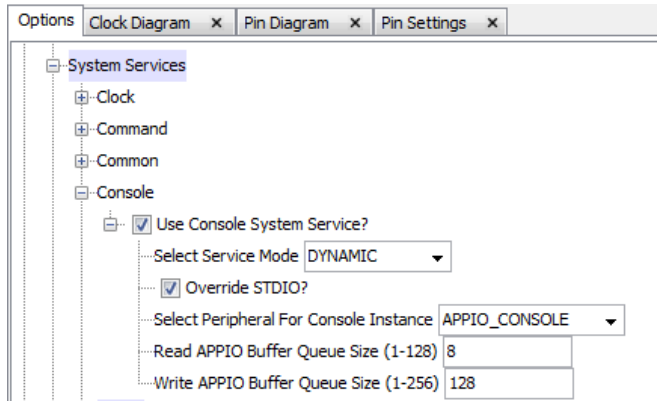 Options Clock Diagram x Pin Diagram x Pin Settings x
System Services
Clock
Command
Common
Console
Use Console System Service?
Select Service Mode DYNAMIC
Override STDIO?
Select Peripheral For Console Instance APPIO_CONSOLE
Read APPIO Buffer Queue Size (1-128) 8
Write APPIO Buffer Queue Size (1-256) 128